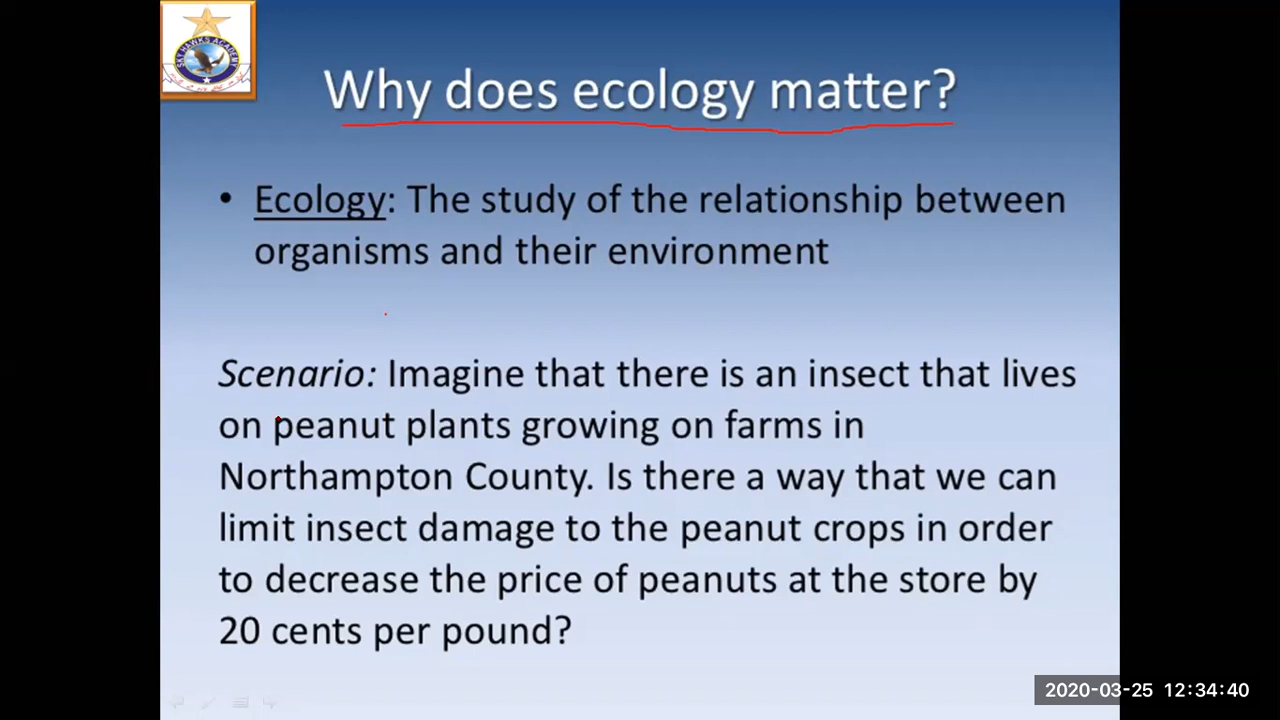 SKY HAWKS ACADEMY
Why does ecology matter?
• Ecology: The study of the relationship between
organisms and their environment
Scenario: Imagine that there is an insect that lives
on peanut plants growing on farms in
Northampton County. Is there a way that we can
limit insect damage to the peanut crops in order
to decrease the price of peanuts at the store by
20 cents per pound?
2020-03-25 12:34:40